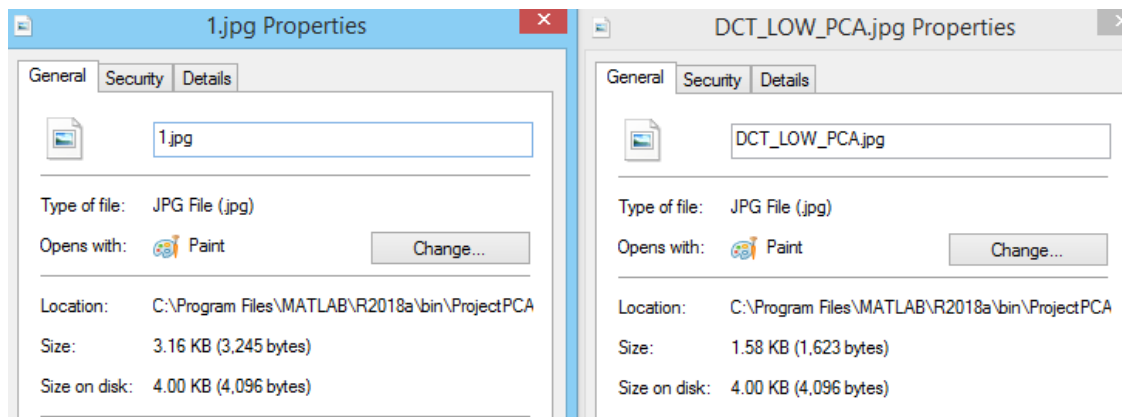 1.jpg Properties
General Security Details
1.jpg
Type of file: JPG File (.jpg)
Opens with: Paint Change...
Location: C:\Program Files\MATLAB\R2018a\bin\ProjectPCA
Size: 3.16 KB (3,245 bytes)
Size on disk: 4.00 KB (4,096 bytes)
DCT_LOW_PCA.jpg Properties
General Security Details
DCT_LOW_PCA.jpg
Type of file: JPG File (.jpg)
Opens with: Paint Change...
Location: C:\Program Files\MATLAB\R2018a\bin\ProjectPCA
Size: 1.58 KB (1,623 bytes)
Size on disk: 4.00 KB (4,096 bytes)